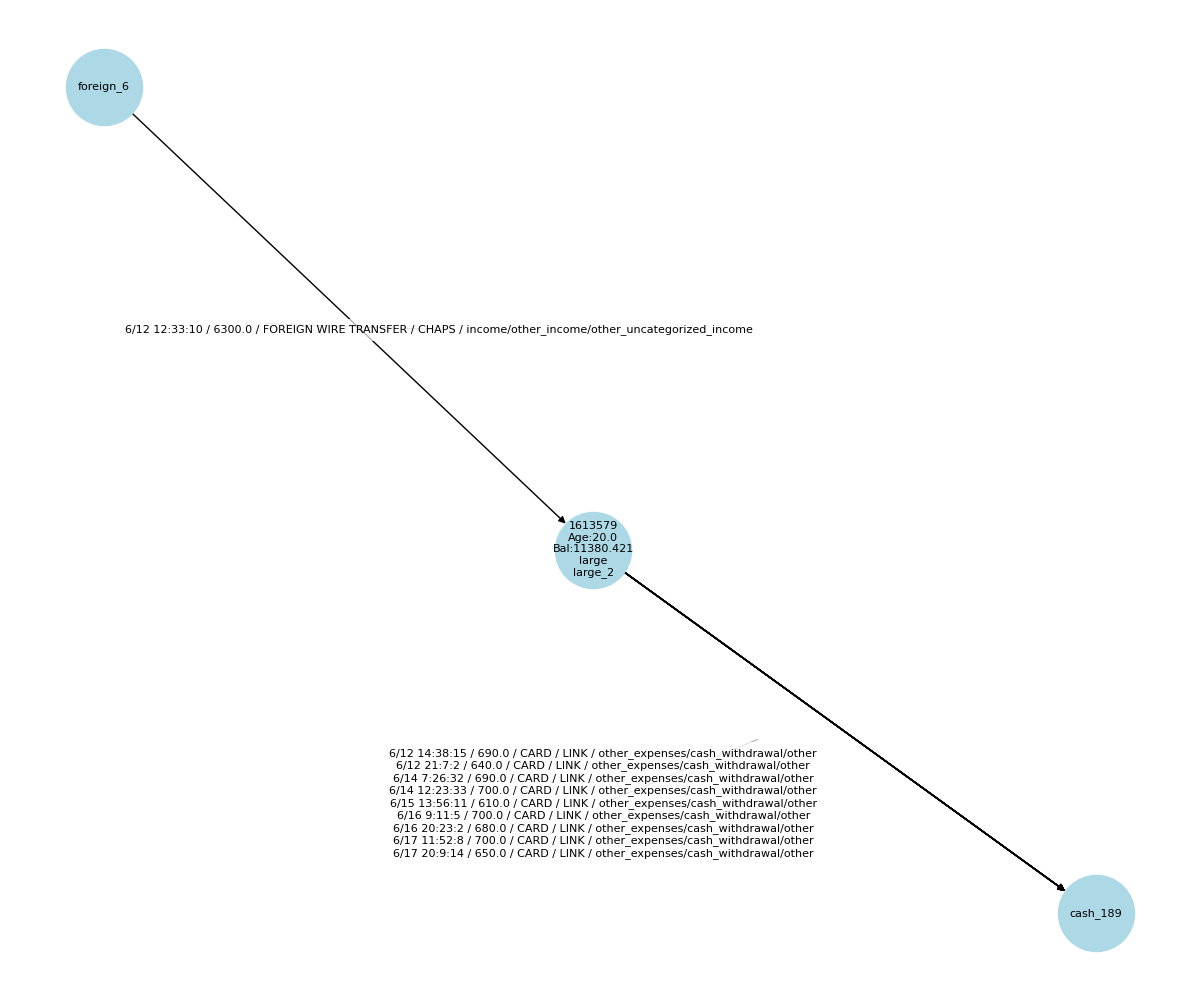 foreign_6
6/12 12:33:10 / 6300.0 / FOREIGN WIRE TRANSFER / CHAPS / income/other_income/other_uncategorized_income
1613579
Age:20.0
Bal:11380.421
large
large_2
6/12 14:38:15 / 690.0 / CARD / LINK / other_expenses/cash_withdrawal/other
6/12 21:7:2 / 640.0 / CARD / LINK / other_expenses/cash_withdrawal/other
6/14 7:26:32 / 690.0 / CARD / LINK / other_expenses/cash_withdrawal/other
6/14 12:23:33 / 700.0 / CARD / LINK / other_expenses/cash_withdrawal/other
6/15 13:56:11 / 610.0 / CARD / LINK / other_expenses/cash_withdrawal/other
6/16 9:11:5 / 700.0 / CARD / LINK / other_expenses/cash_withdrawal/other
6/16 20:23:2 / 680.0 / CARD / LINK / other_expenses/cash_withdrawal/other
6/17 11:52:8 / 700.0 / CARD / LINK / other_expenses/cash_withdrawal/other
6/17 20:9:14 / 650.0 / CARD / LINK / other_expenses/cash_withdrawal/other
cash_189